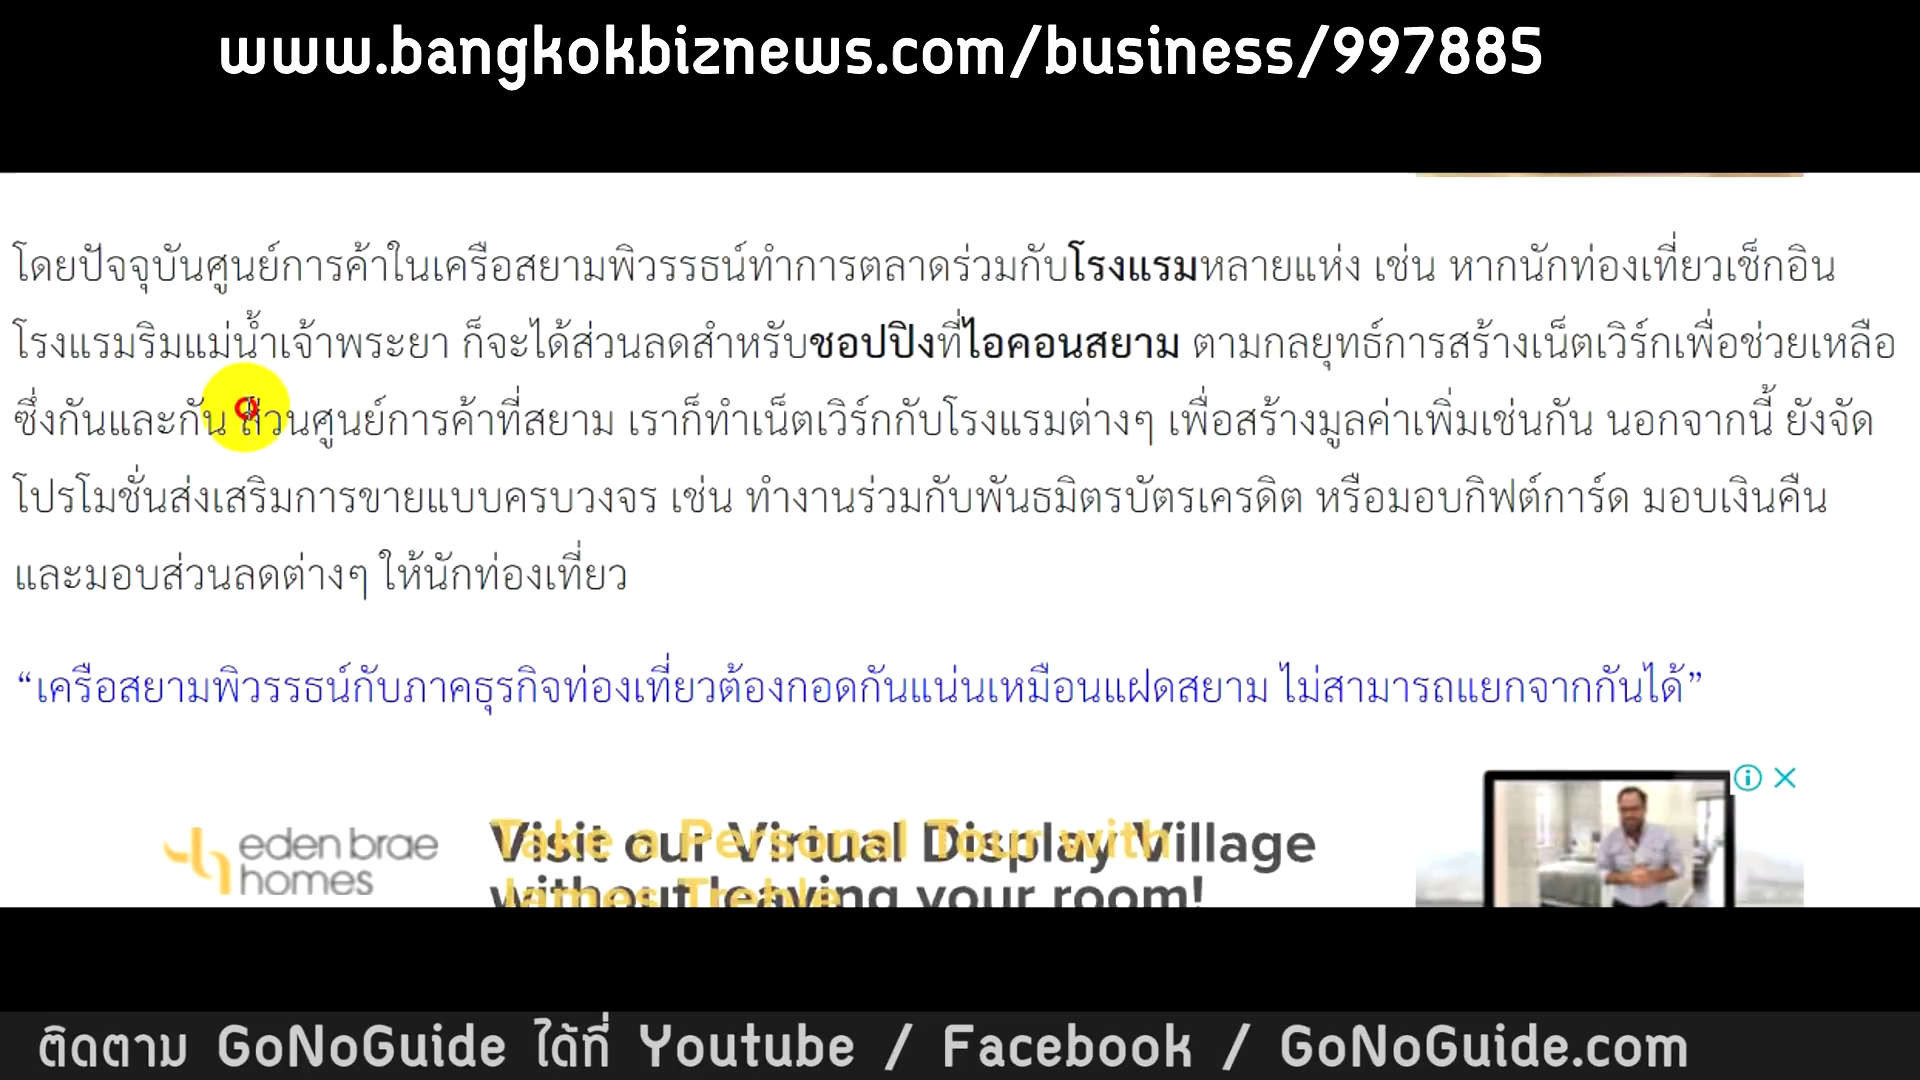 www.bangkokbiznews.com/business/997885
โดยปัจจุบันศูนย์การค้าในเครือสยามพิวรรธน์ทำการตลาดร่วมกับโรงแรมหลายแห่ง เช่น หากนักท่องเที่ยวเช็กอิน
โรงแรมริมแม่น้ำเจ้าพระยา ก็จะได้ส่วนลดสำหรับชอปปิงที่ไอคอนสยาม ตามกลยุทธ์การสร้างเน็ตเวิร์กเพื่อช่วยเหลือ
ซึ่งกันและกัน ส่วนศูนย์การค้าที่สยาม เราก็ทำเน็ตเวิร์กกับโรงแรมต่างๆ เพื่อสร้างมูลค่าเพิ่มเช่นกัน นอกจากนี้ ยังจัด
โปรโมชั่นส่งเสริมการขายแบบครบวงจร เช่น ทำงานร่วมกับพันธมิตรบัตรเครดิต หรือมอบกิฟต์การ์ด มอบเงินคืน
และมอบส่วนลดต่างๆ ให้นักท่องเที่ยว
“เครือสยามพิวรรธน์กับภาคธุรกิจท่องเที่ยวต้องกอดกันแน่นเหมือนแฝดสยาม ไม่สามารถแยกจากกันได้”
eden brae
homes
Visit our Virtual Display Village
without leaving your room!
Take a Personal Tour with
James Treble
ติดตาม GoNoGuide ได้ที่ Youtube / Facebook / GoNoGuide.com